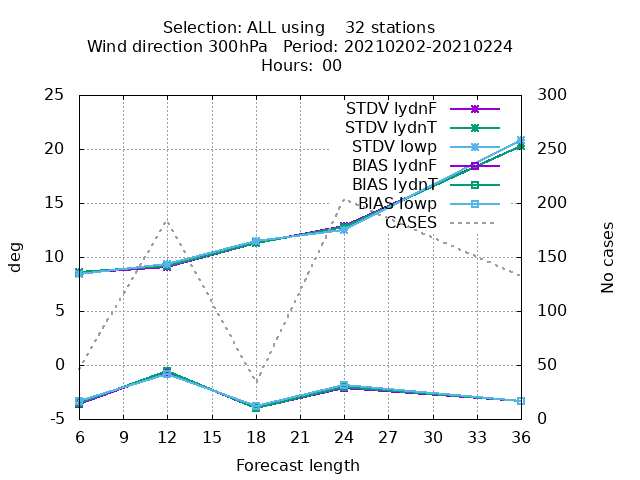 Selection: ALL using    32 stations
Wind direction 300hPa   Period: 20210202-20210224
Hours: 00
25
20
15
10
5
0
-5
deg
300
250
200
150
100
50
0
No cases
STDV lydnF
STDV lydnT
STDV lowp
BIAS lydnF
BIAS lydnT
BIAS lowp
CASES
6 9 12 15 18 21 24 27 30 33 36
Forecast length